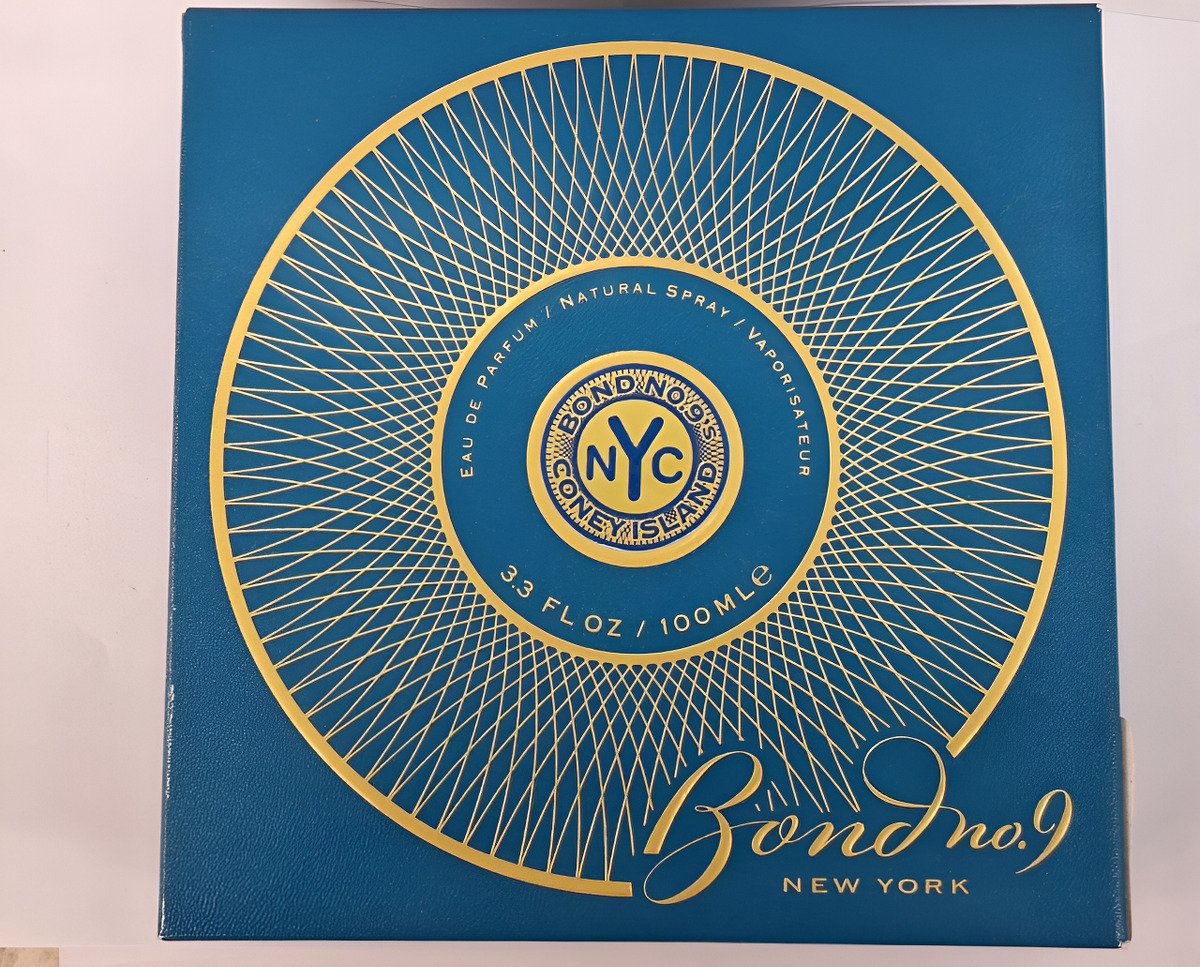 EAU DE PARFUM / NATURAL SPRAY / VAPORISATEUR
BOND NO.9'S
NYC
CONEY ISLAND
3.3 FL OZ / 100 ML ℮
Bond no.9
NEW YORK